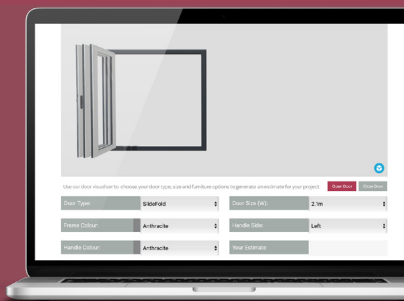 Use our door visualiser to choose your door type, size and furniture options to generate an estimate for your project
Door Type: SlideFold Door Size (W): 2.1m
Frame Colour: Anthracite Handle Side: Left
Handle Colour: Anthracite Your Estimate